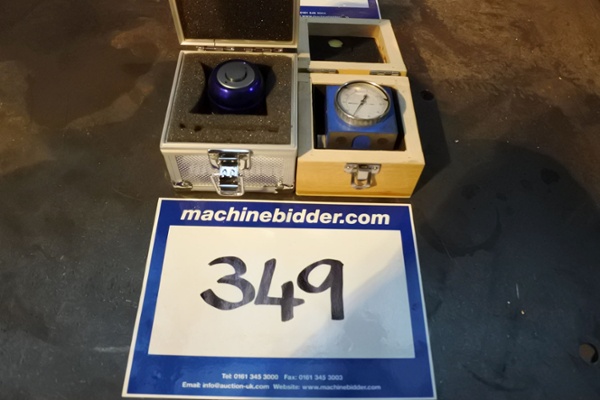 machinebidder.com
349
Tel: 0161 345 3000 Fax: 0161 345 3003
Email: info@auction-uk.com Website: www.machinebidder.com